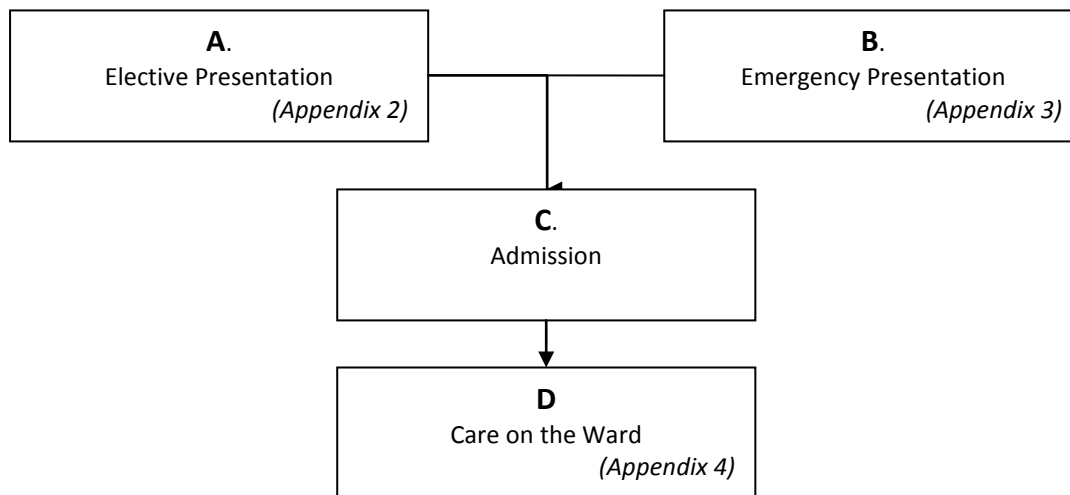 A.
Elective Presentation
(Appendix 2)
B.
Emergency Presentation
(Appendix 3)
C.
Admission
D
Care on the Ward
(Appendix 4)